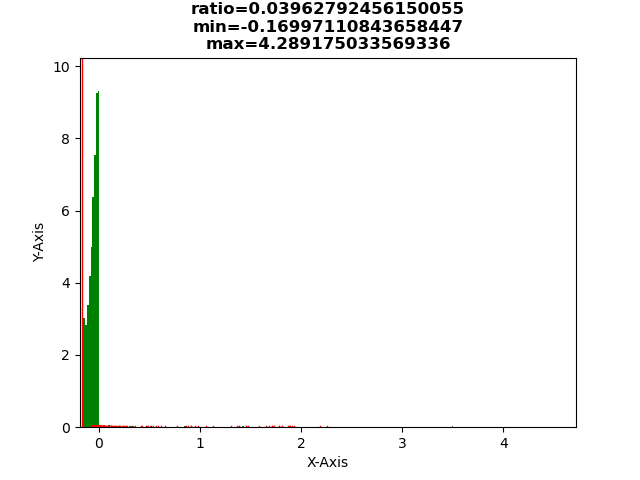 ratio=0.03962792456150055
min=-0.16997110843658447
max=4.289175033569336
10
8
6
4
2
0
Y-Axis
0 1 2 3 4
X-Axis